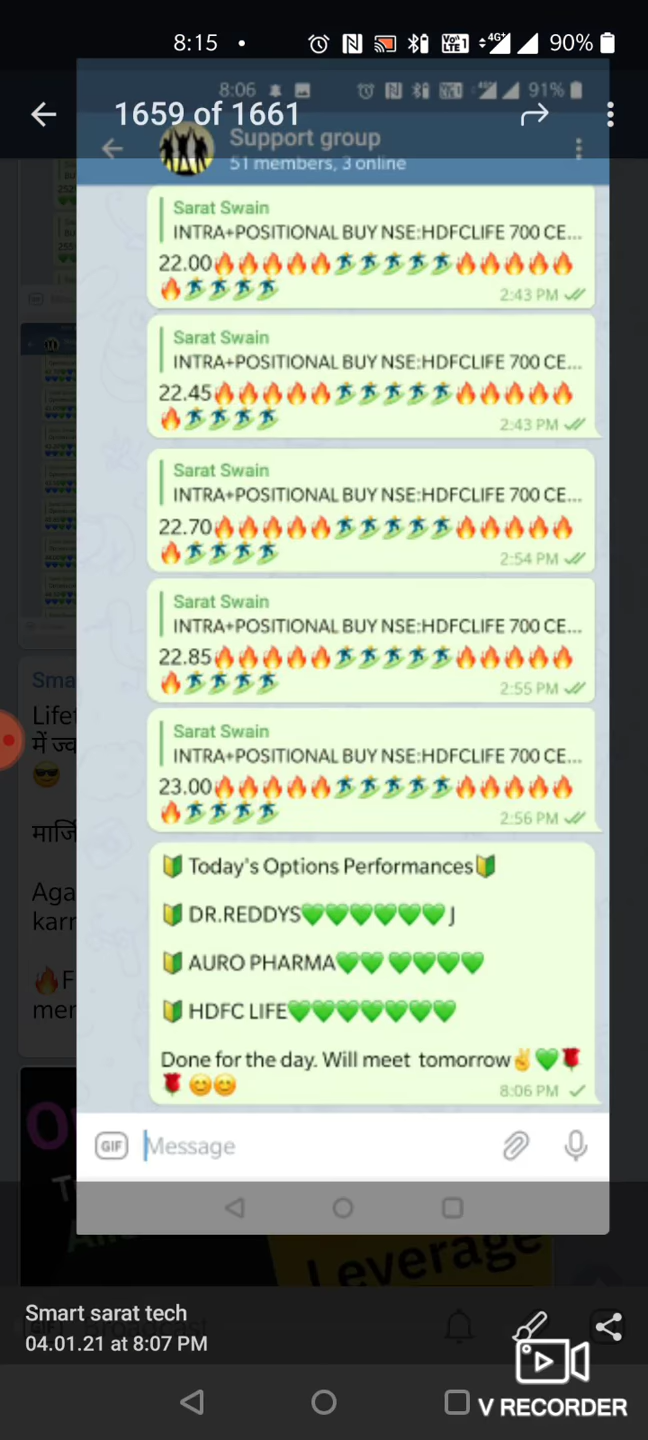 8:15 • 90%
8:06 91%
1659 of 1661
Support group
51 members, 3 online
Sarat Swain
INTRA+POSITIONAL BUY NSE:HDFCLIFE 700 CE...
22.00🔥🔥🔥🔥🔥🏄🏄🏄🏄🏄🔥🔥🔥🔥🔥
🔥🏄🏄🏄🏄
2:43 PM
Sarat Swain
INTRA+POSITIONAL BUY NSE:HDFCLIFE 700 CE...
22.45🔥🔥🔥🔥🔥🏄🏄🏄🏄🏄🔥🔥🔥🔥🔥
🔥🏄🏄🏄🏄
2:43 PM
Sarat Swain
INTRA+POSITIONAL BUY NSE:HDFCLIFE 700 CE...
22.70🔥🔥🔥🔥🔥🏄🏄🏄🏄🏄🔥🔥🔥🔥🔥
🔥🏄🏄🏄🏄
2:54 PM
Sarat Swain
INTRA+POSITIONAL BUY NSE:HDFCLIFE 700 CE...
22.85🔥🔥🔥🔥🔥🏄🏄🏄🏄🏄🔥🔥🔥🔥🔥
🔥🏄🏄🏄🏄
2:55 PM
Sarat Swain
INTRA+POSITIONAL BUY NSE:HDFCLIFE 700 CE...
23.00🔥🔥🔥🔥🔥🏄🏄🏄🏄🏄🔥🔥🔥🔥🔥
🔥🏄🏄🏄🏄
2:56 PM
🔰Today's Options Performances🔰
🔰DR.REDDYS💚💚💚💚💚💚J
🔰AURO PHARMA💚💚 💚💚💚💚
🔰HDFC LIFE💚💚💚💚💚💚💚
Done for the day. Will meet tomorrow✌💚🌹
🌹😊😊
8:06 PM
GIF Message
Leverage
Smart sarat tech
04.01.21 at 8:07 PM
V RECORDER